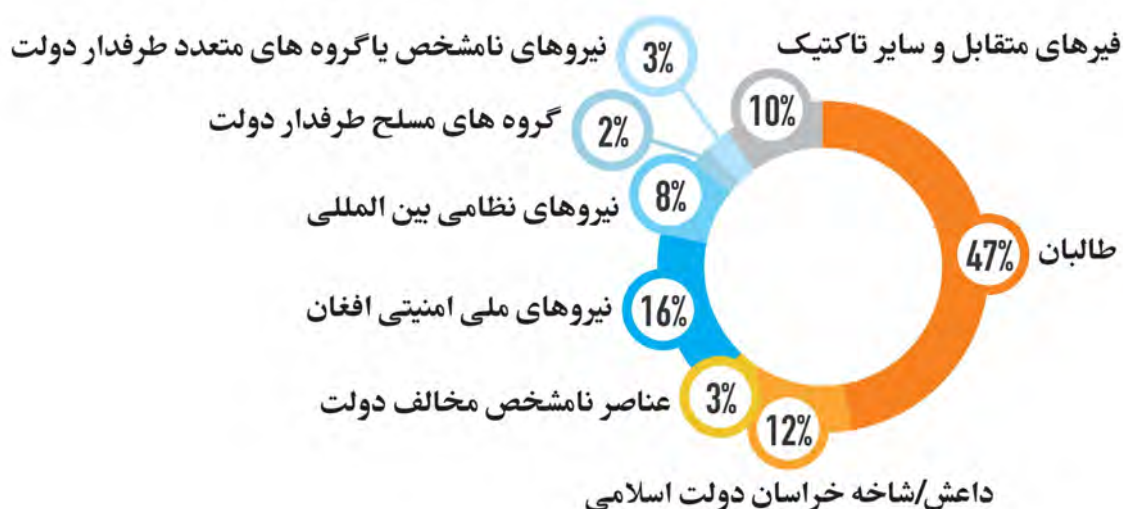 فیرهای متقابل و سایر تاکتیک
10%
نیروهای نامشخص یا گروه های متعدد طرفدار دولت
3%
گروه های مسلح طرفدار دولت
2%
نیروهای نظامی بین المللی
8%
طالبان
47%
نیروهای ملی امنیتی افغان
16%
عناصر نامشخص مخالف دولت
3%
12%
داعش/شاخه خراسان دولت اسلامی